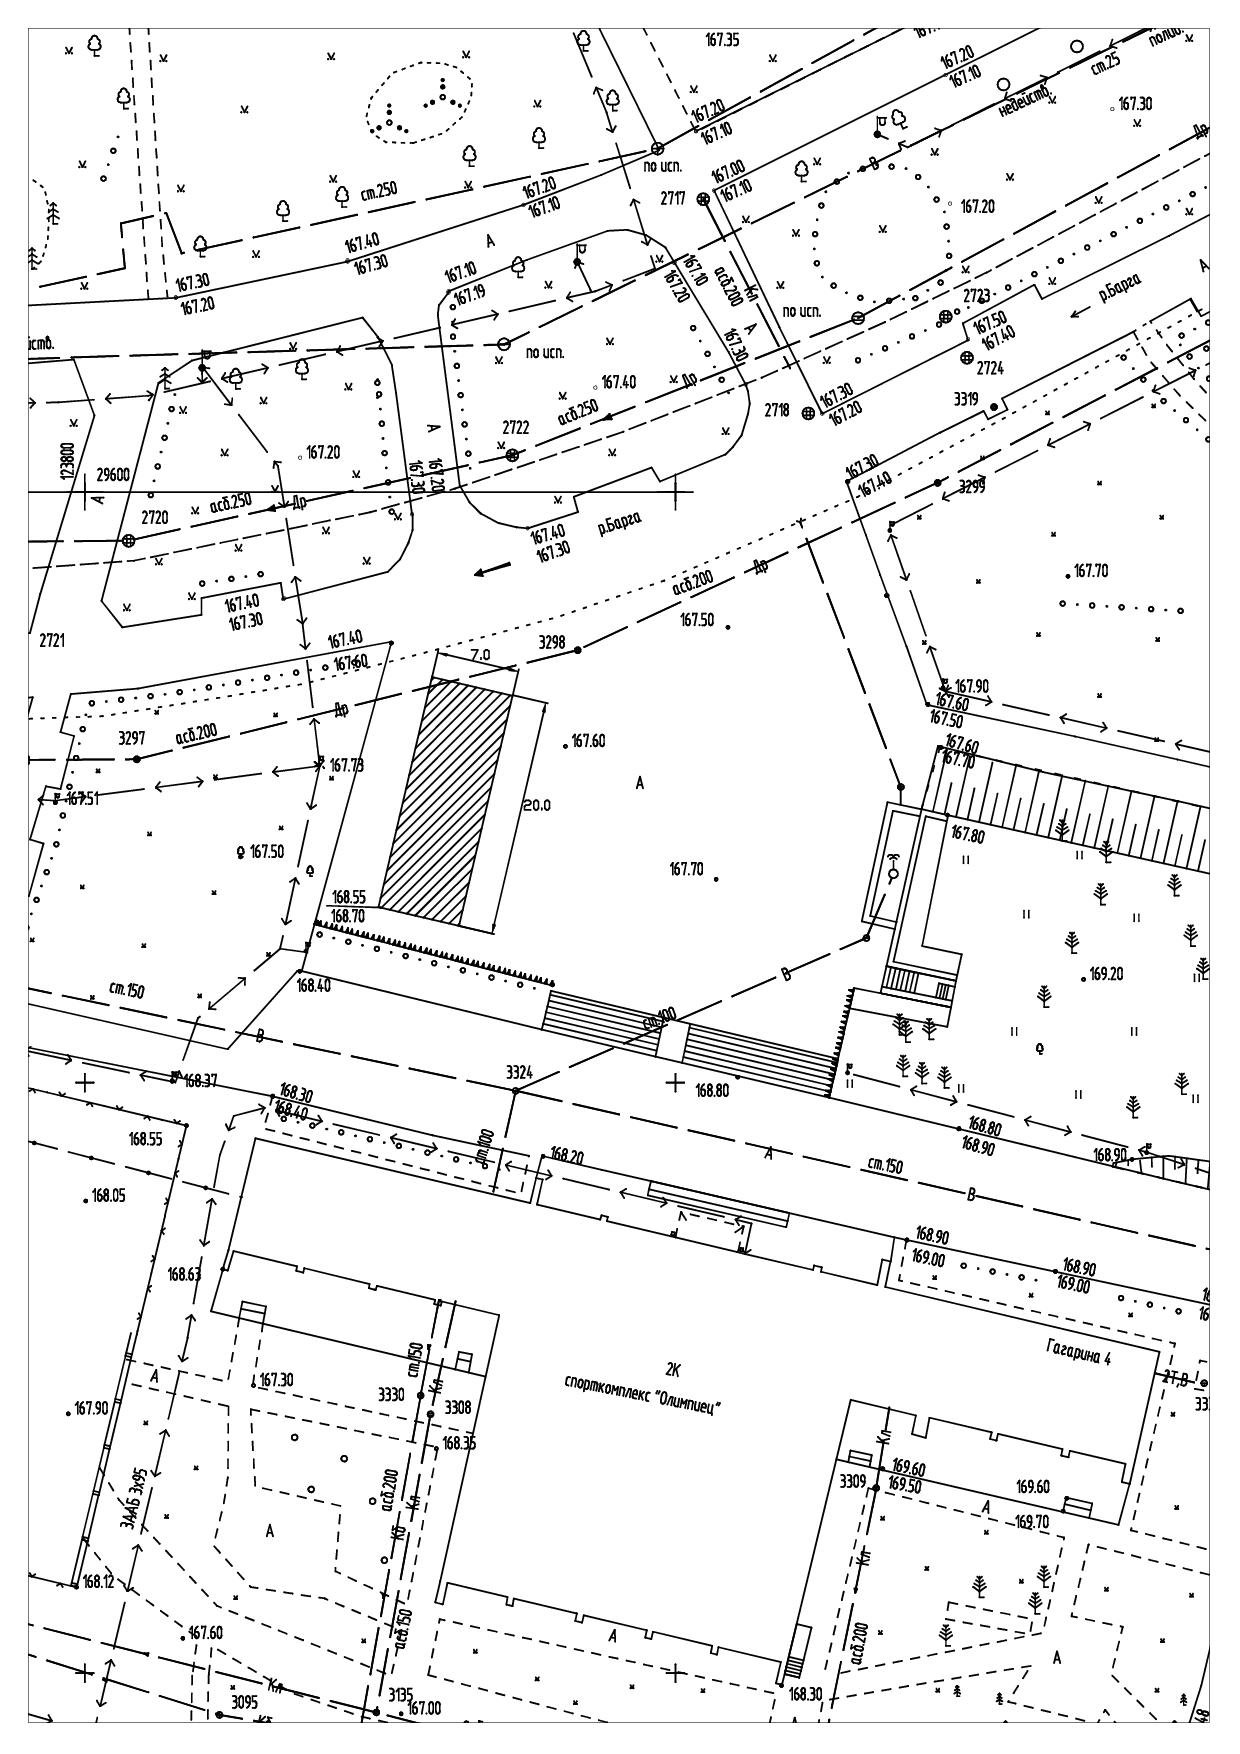 167.35
167.20
167.10
ст.25
недейств.
167.30
Др
167.20
167.10
по исп.
167.00
167.10
В
ст.250
167.20
167.10
2717
167.20
А
167.40
167.30
167.10
167.19
167.10
167.20
асб.200
Кл
А
по исп.
2723
р.Барга
А
167.30
167.20
167.50
167.40
2724
по исп.
167.30
167.40
Др
3319
2718
167.30
167.20
асб.250
2722
А
167.20
167.30
167.20
123800
29600
А
асб.250
Др
2720
167.40
167.30
р.Барга
167.30
167.40
3299
167.70
Др
асб.200
167.50
167.40
167.30
2721
167.40
167.60
3298
7.0
167.90
167.60
167.50
3297
асб.200
Др
167.60
167.60
167.70
167.73
А
20.0
167.51
167.50
167.80
167.70
168.55
168.70
169.20
168.40
ст.150
В
В
ст.100
3324
168.80
168.37
168.30
168.40
168.55
168.80
168.90
168.90
ст.100
168.20
А
ст.150
В
168.05
168.90
169.00
168.90
169.00
168.63
Гагарина 4
2К
спорткомплекс "Олимпиец"
2Т,В
ст.150
Кл
3330
3308
167.30
А
167.90
168.35
Кл
169.60
169.50
3309
169.60
169.70
А
асб.200
Кл
Кб
ЗААБ 3х95
А
Кл
168.12
167.60
асб.150
А
асб.200
А
Кл
3095
3135
167.00
168.30